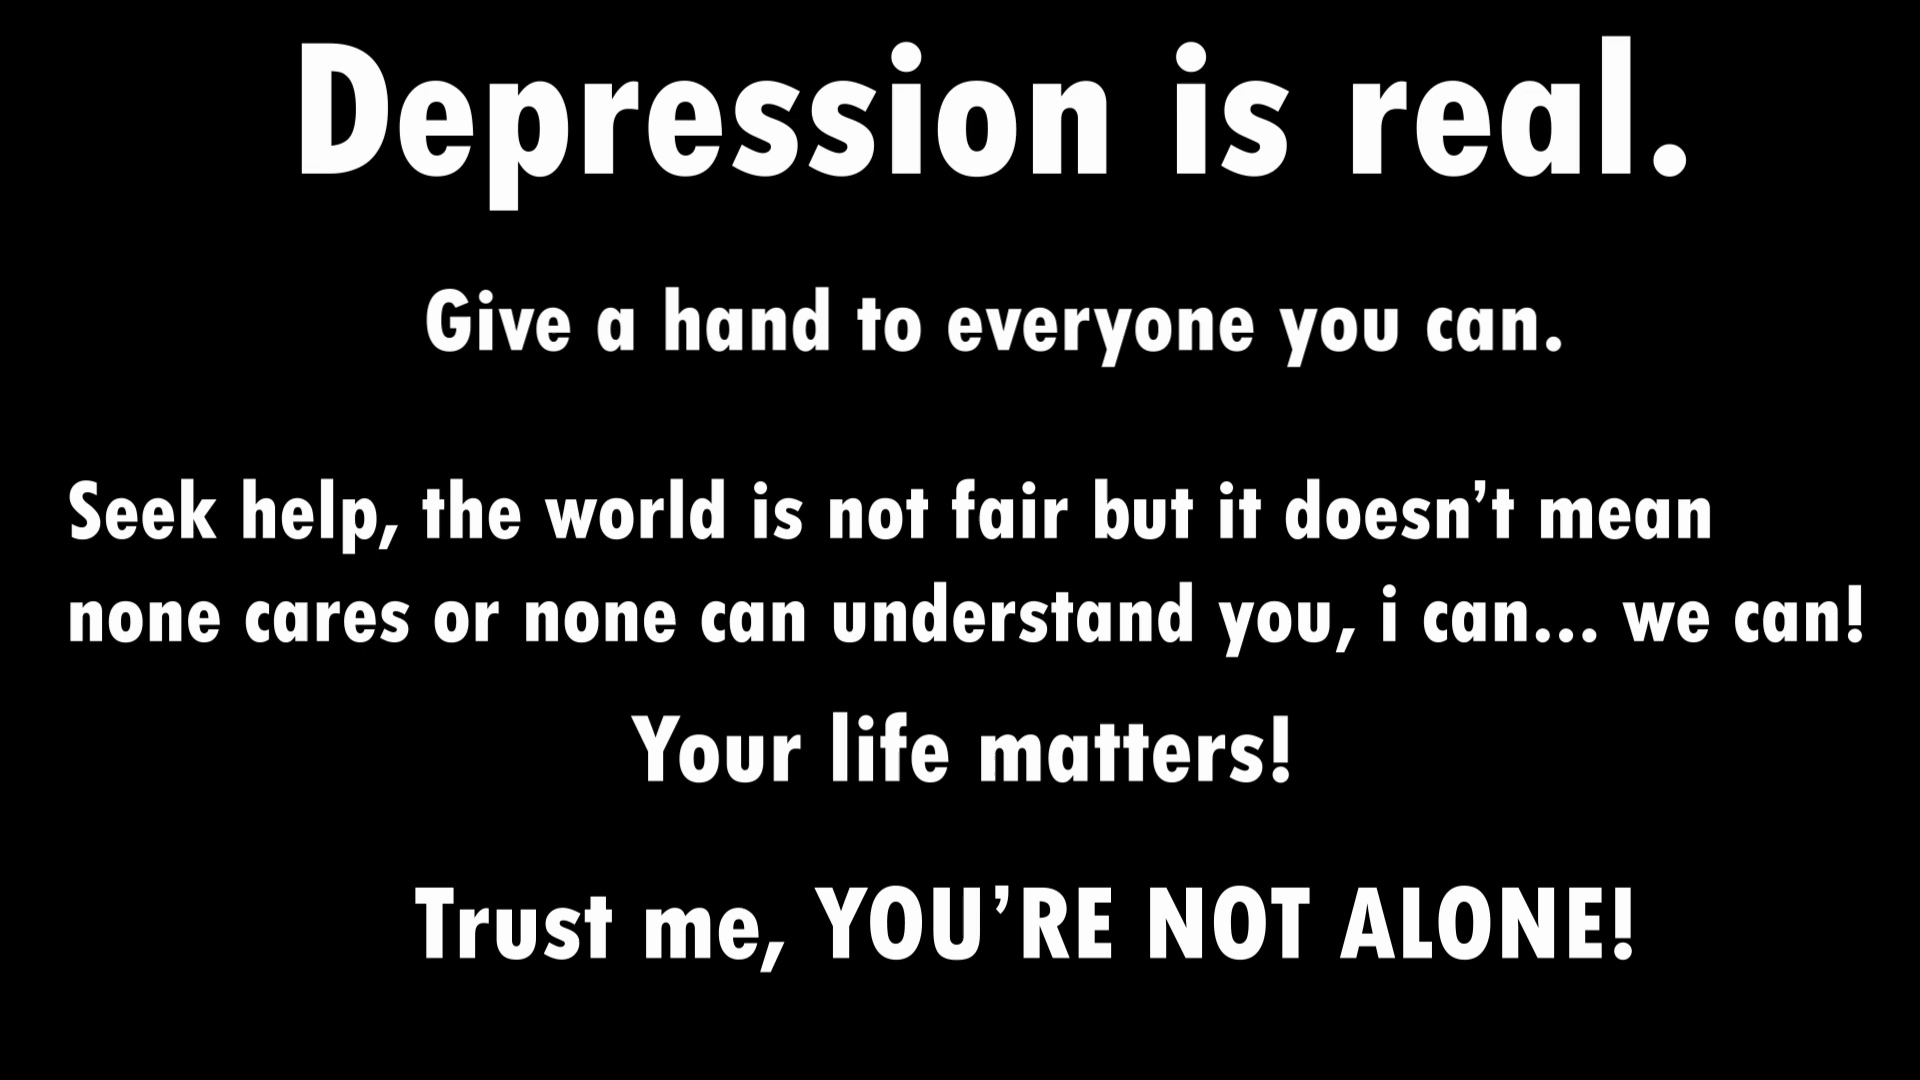 Depression is real.
Give a hand to everyone you can.
Seek help, the world is not fair but it doesn’t mean
none cares or none can understand you, i can... we can!
Your life matters!
Trust me, YOU’RE NOT ALONE!